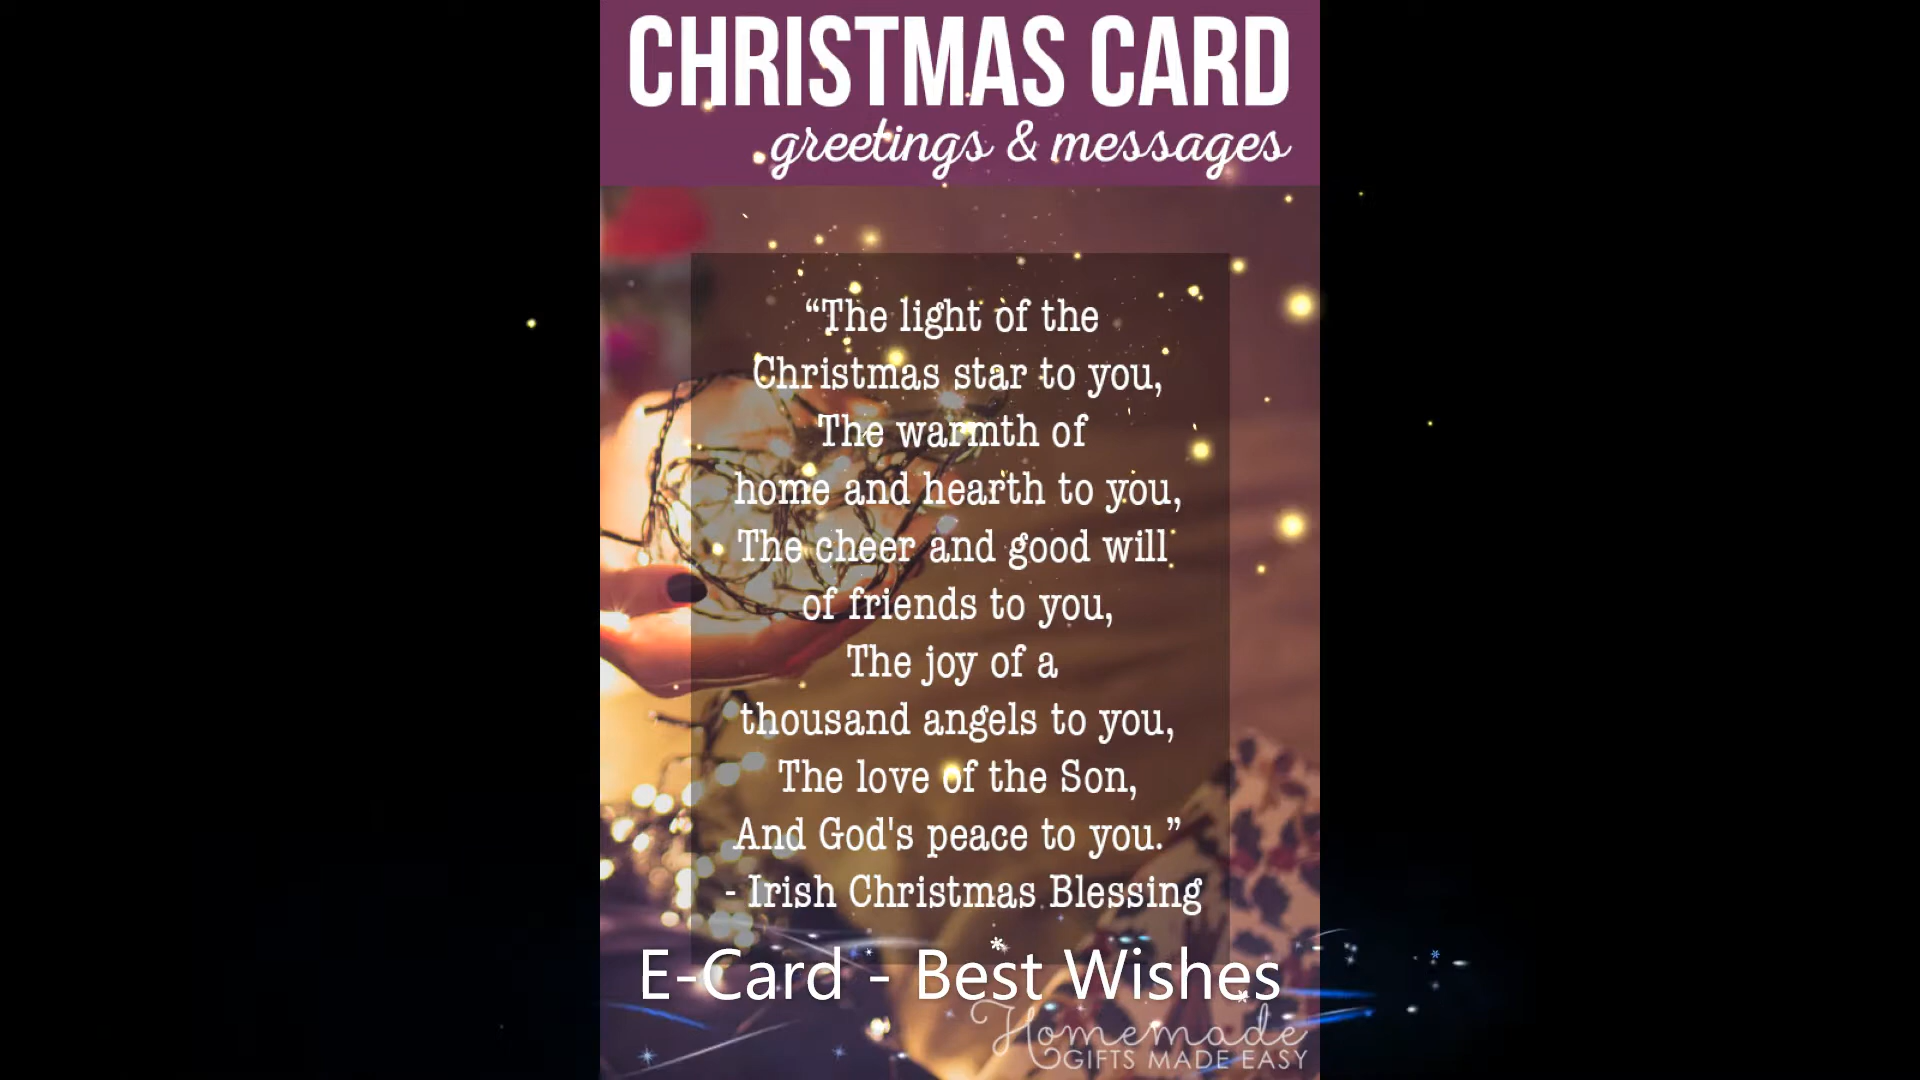 CHRISTMAS CARD
greetings & messages
“The light of the
Christmas star to you,
The warmth of
home and hearth to you,
The cheer and good will
of friends to you,
The joy of a
thousand angels to you,
The love of the Son,
And God's peace to you.”
- Irish Christmas Blessing
E-Card - Best Wishes
Homemade
GIFTS MADE EASY